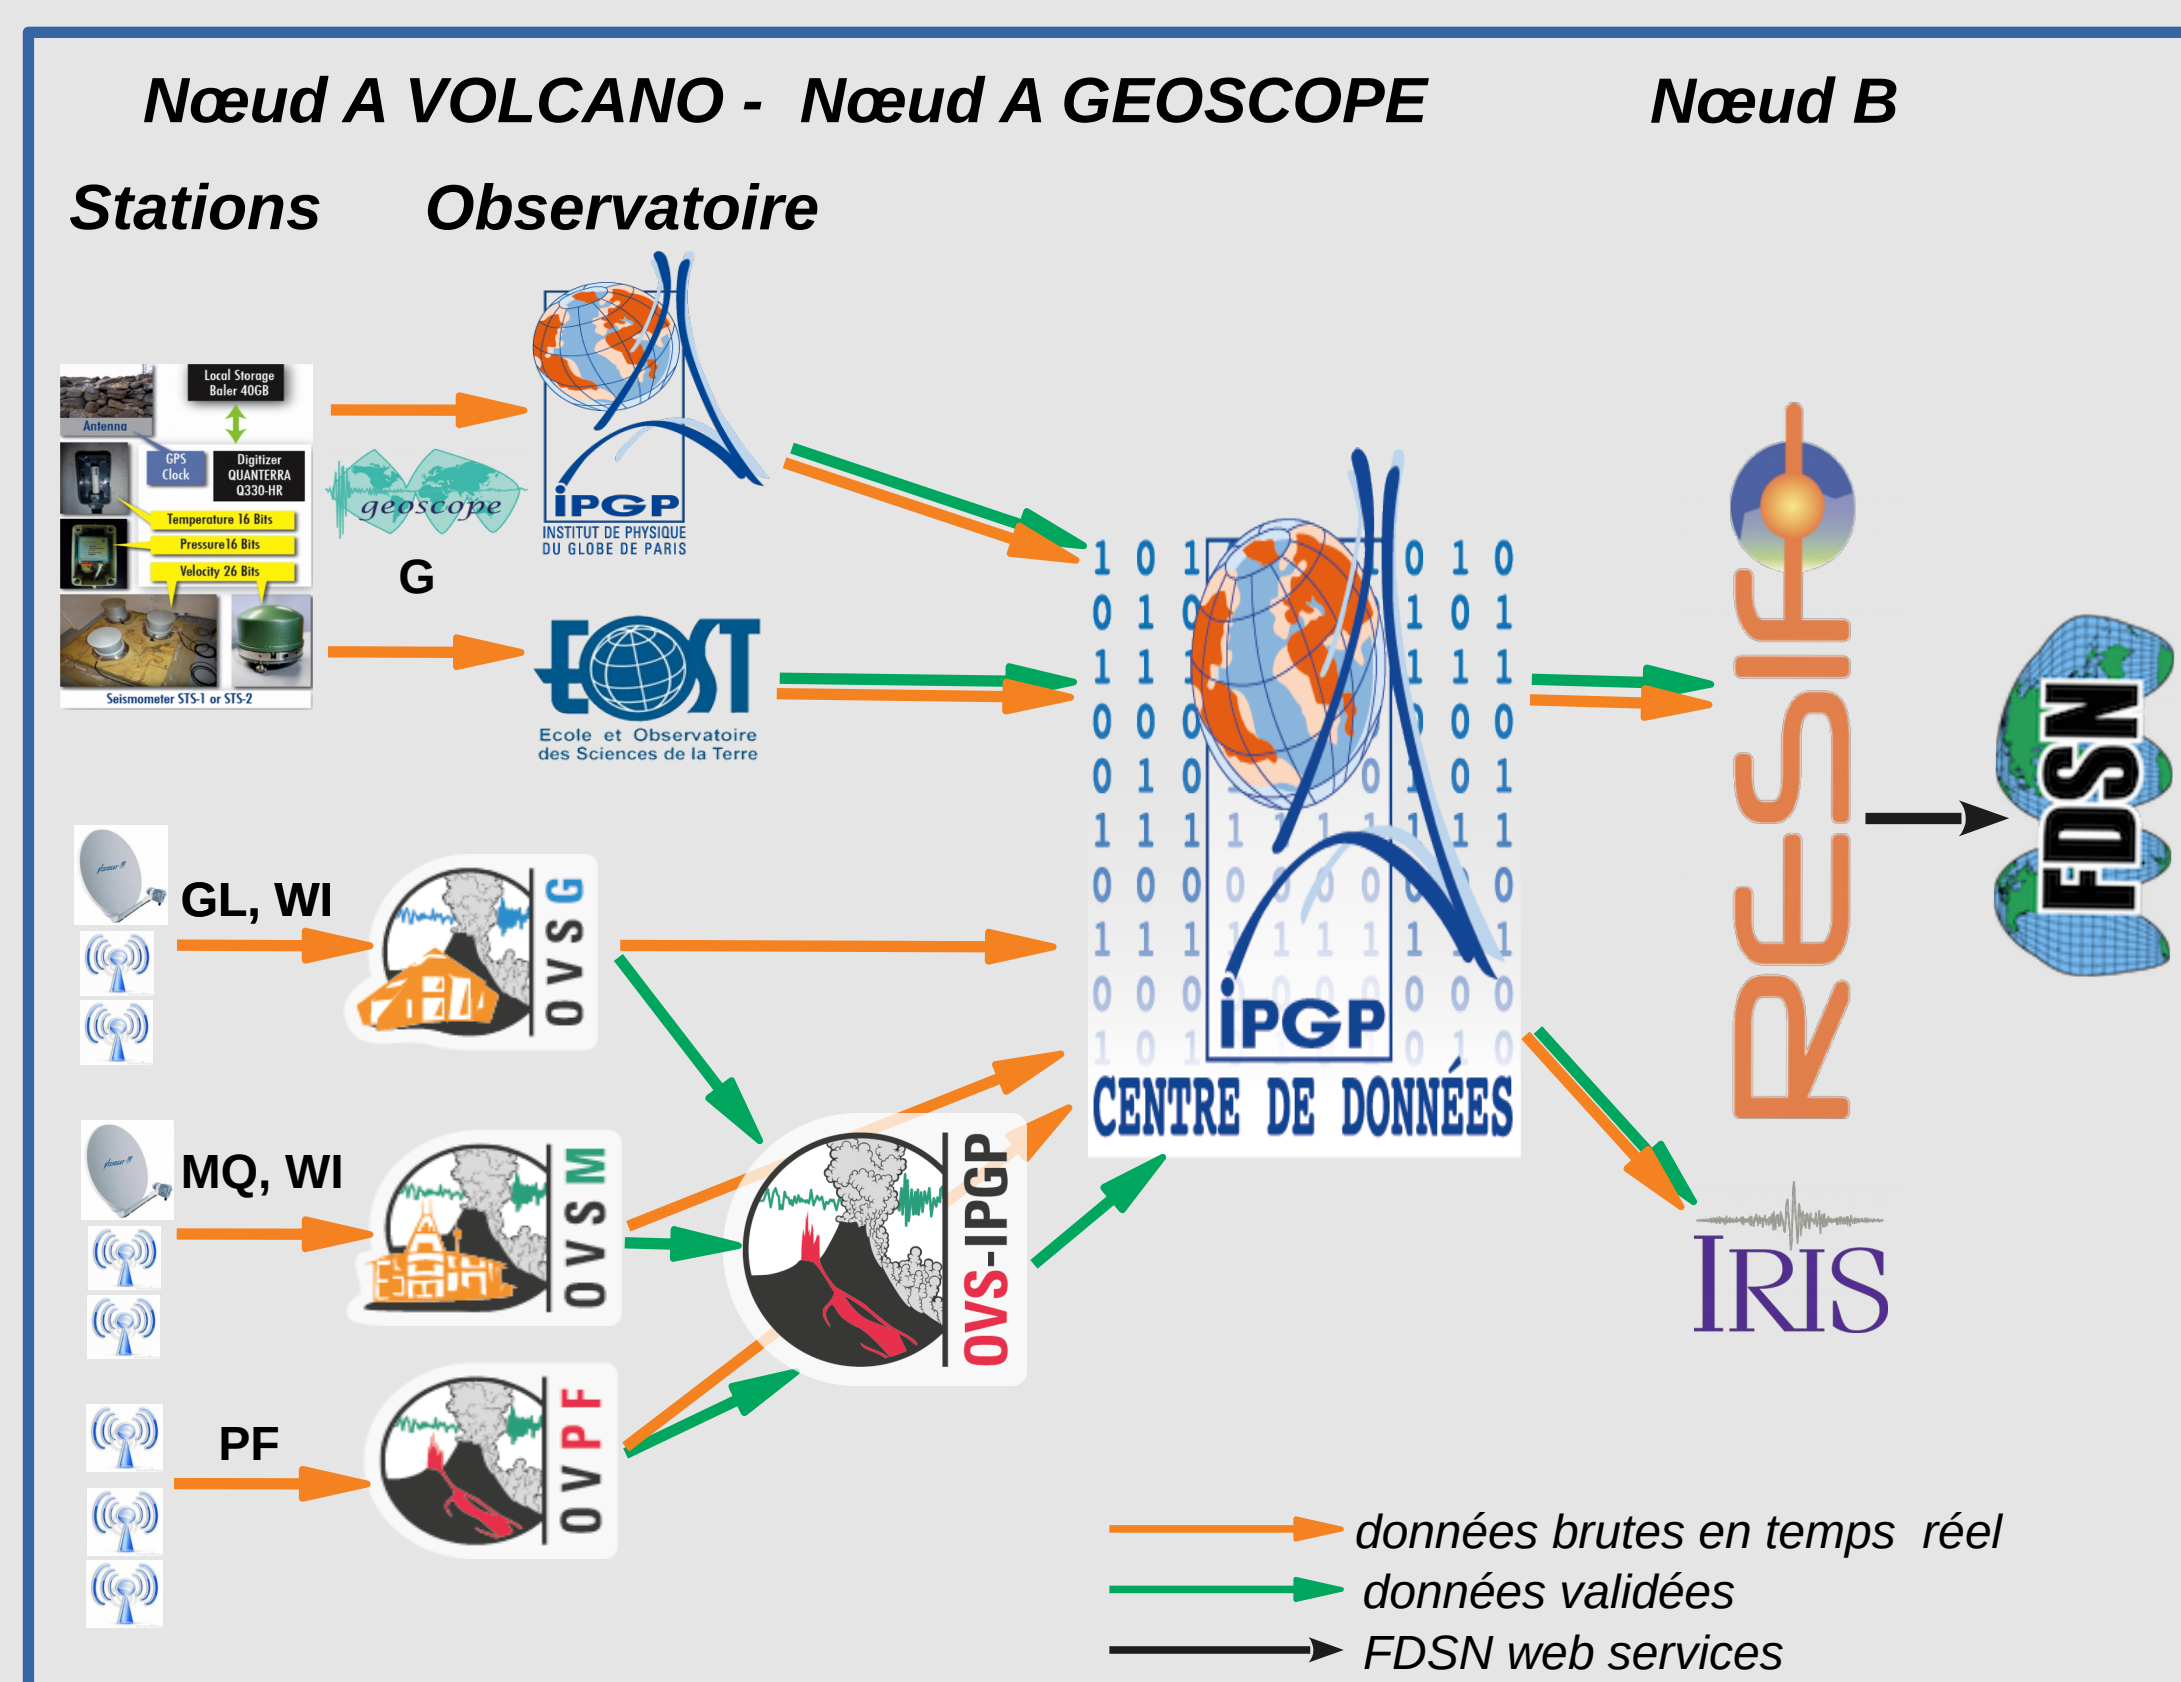 Nœud A VOLCANO - Nœud A GEOSCOPE
Nœud B
Stations
Observatoire
Local Storage
Baler 40GB
Antenna
GPS
Clock
Digitizer
QUANTERRA
Q330-HR
Temperature 16 Bits
Pressure16 Bits
Velocity 26 Bits
Seismometer STS-1 or STS-2
geoscope
G
iPGP
INSTITUT DE PHYSIQUE
DU GLOBE DE PARIS
EOST
Ecole et Observatoire
des Sciences de la Terre
GL, WI
OVSG
MQ, WI
OVSM
PF
OVPF
OVS-IPGP
iPGP
CENTRE DE DONNÉES
RESIF
FDSN
IRIS
données brutes en temps réel
données validées
FDSN web services